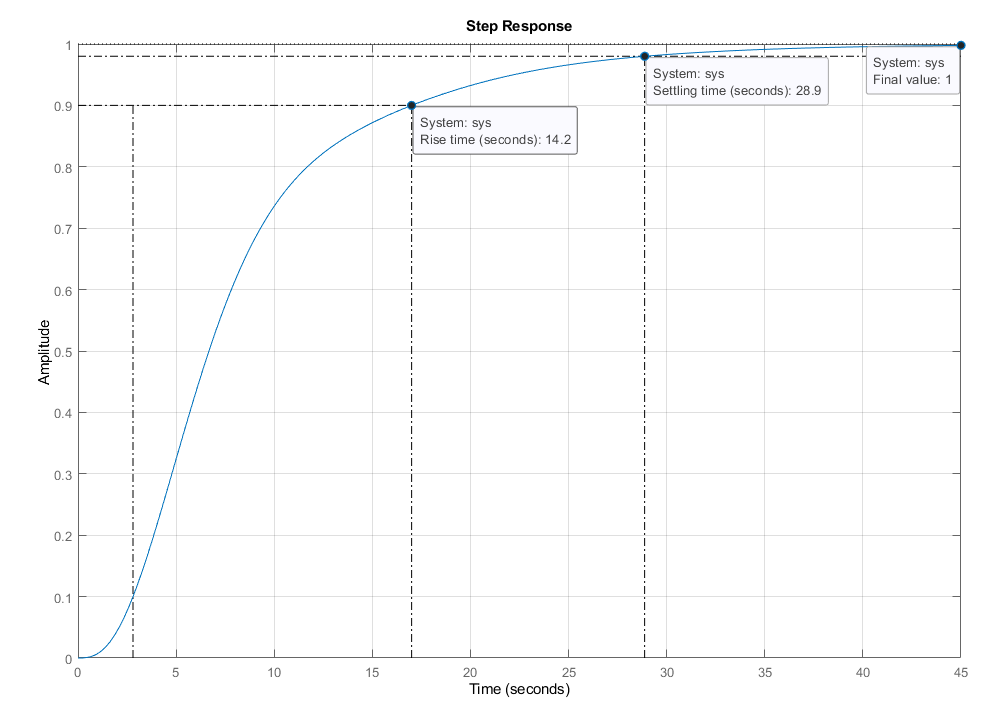 Step Response
1
0.9
0.8
0.7
0.6
0.5
0.4
0.3
0.2
0.1
0
Amplitude
System: sys
Final value: 1
System: sys
Settling time (seconds): 28.9
System: sys
Rise time (seconds): 14.2
0 5 10 15 20 25 30 35 40 45
Time (seconds)